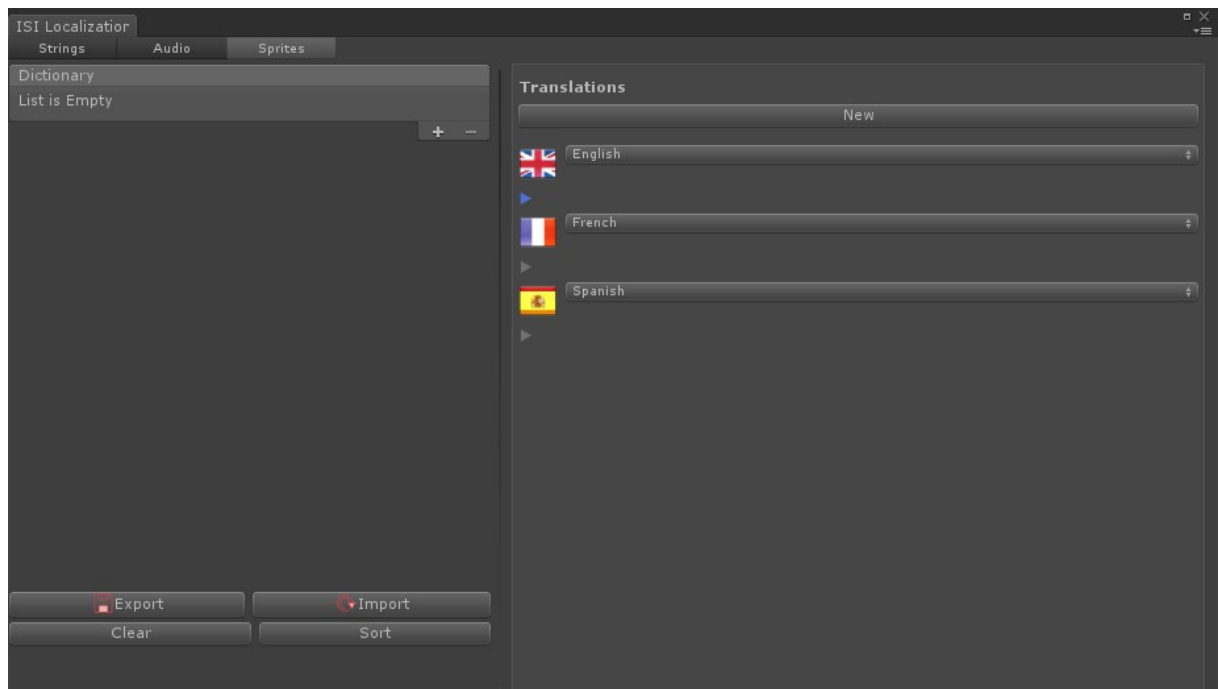 ISI Localizatior
Strings Audio Sprites
Dictionary
List is Empty
+ −
Export Import
Clear Sort
Translations
New
English
French
Spanish